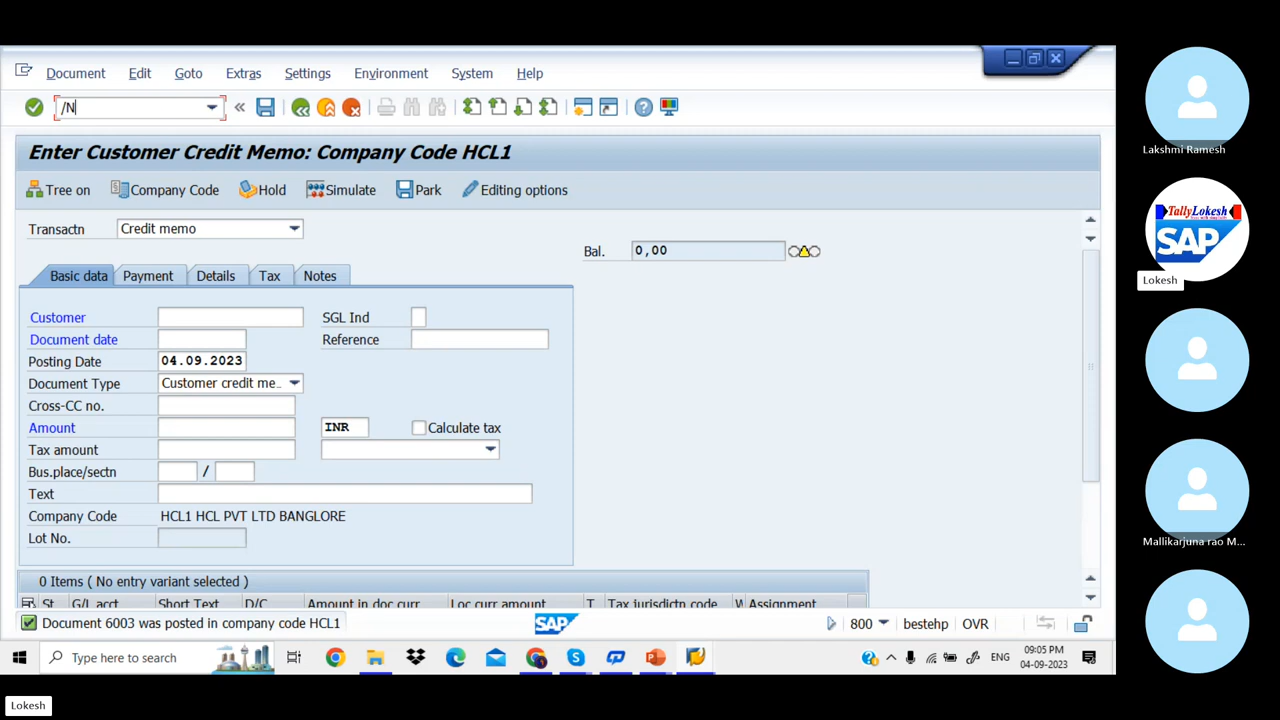 Document Edit Goto Extras Settings Environment System Help
/N
Enter Customer Credit Memo: Company Code HCL1
Tree on Company Code Hold Simulate Park Editing options
Transactn Credit memo
Bal. 0,00
Basic data Payment Details Tax Notes
Customer SGL Ind
Document date Reference
Posting Date 04.09.2023
Document Type Customer credit me..
Cross-CC no.
Amount INR Calculate tax
Tax amount
Bus.place/sectn /
Text
Company Code HCL1 HCL PVT LTD BANGLORE
Lot No.
0 Items ( No entry variant selected )
St G/L acct Short Text D/C Amount in doc.curr. Loc.curr.amount T Tax jurisdictn code W Assignment
Document 6003 was posted in company code HCL1 SAP 800 bestehp OVR
Type here to search ENG 09:05 PM
04-09-2023
Lakshmi Ramesh
TallyLokesh
SAP
Lokesh
Mallikarjuna rao M...
Lokesh